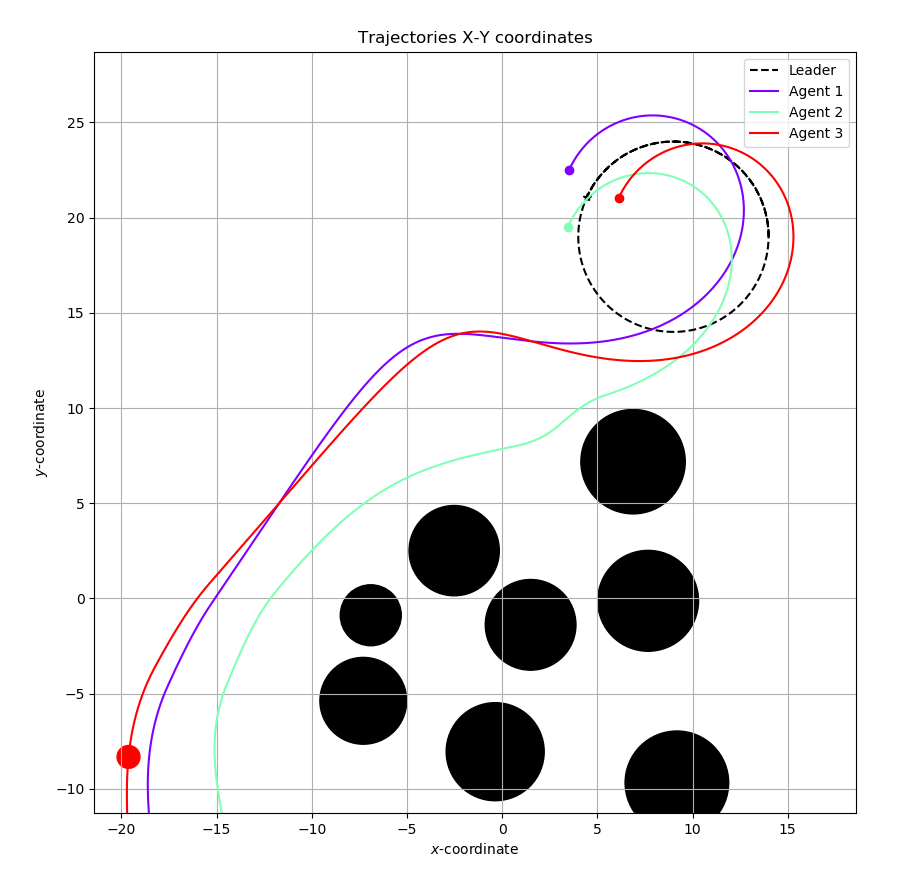 Trajectories X-Y coordinates
Leader
Agent 1
Agent 2
Agent 3
25
20
15
10
5
0
−5
−10
y-coordinate
−20
−15
−10
−5
0
5
10
15
x-coordinate